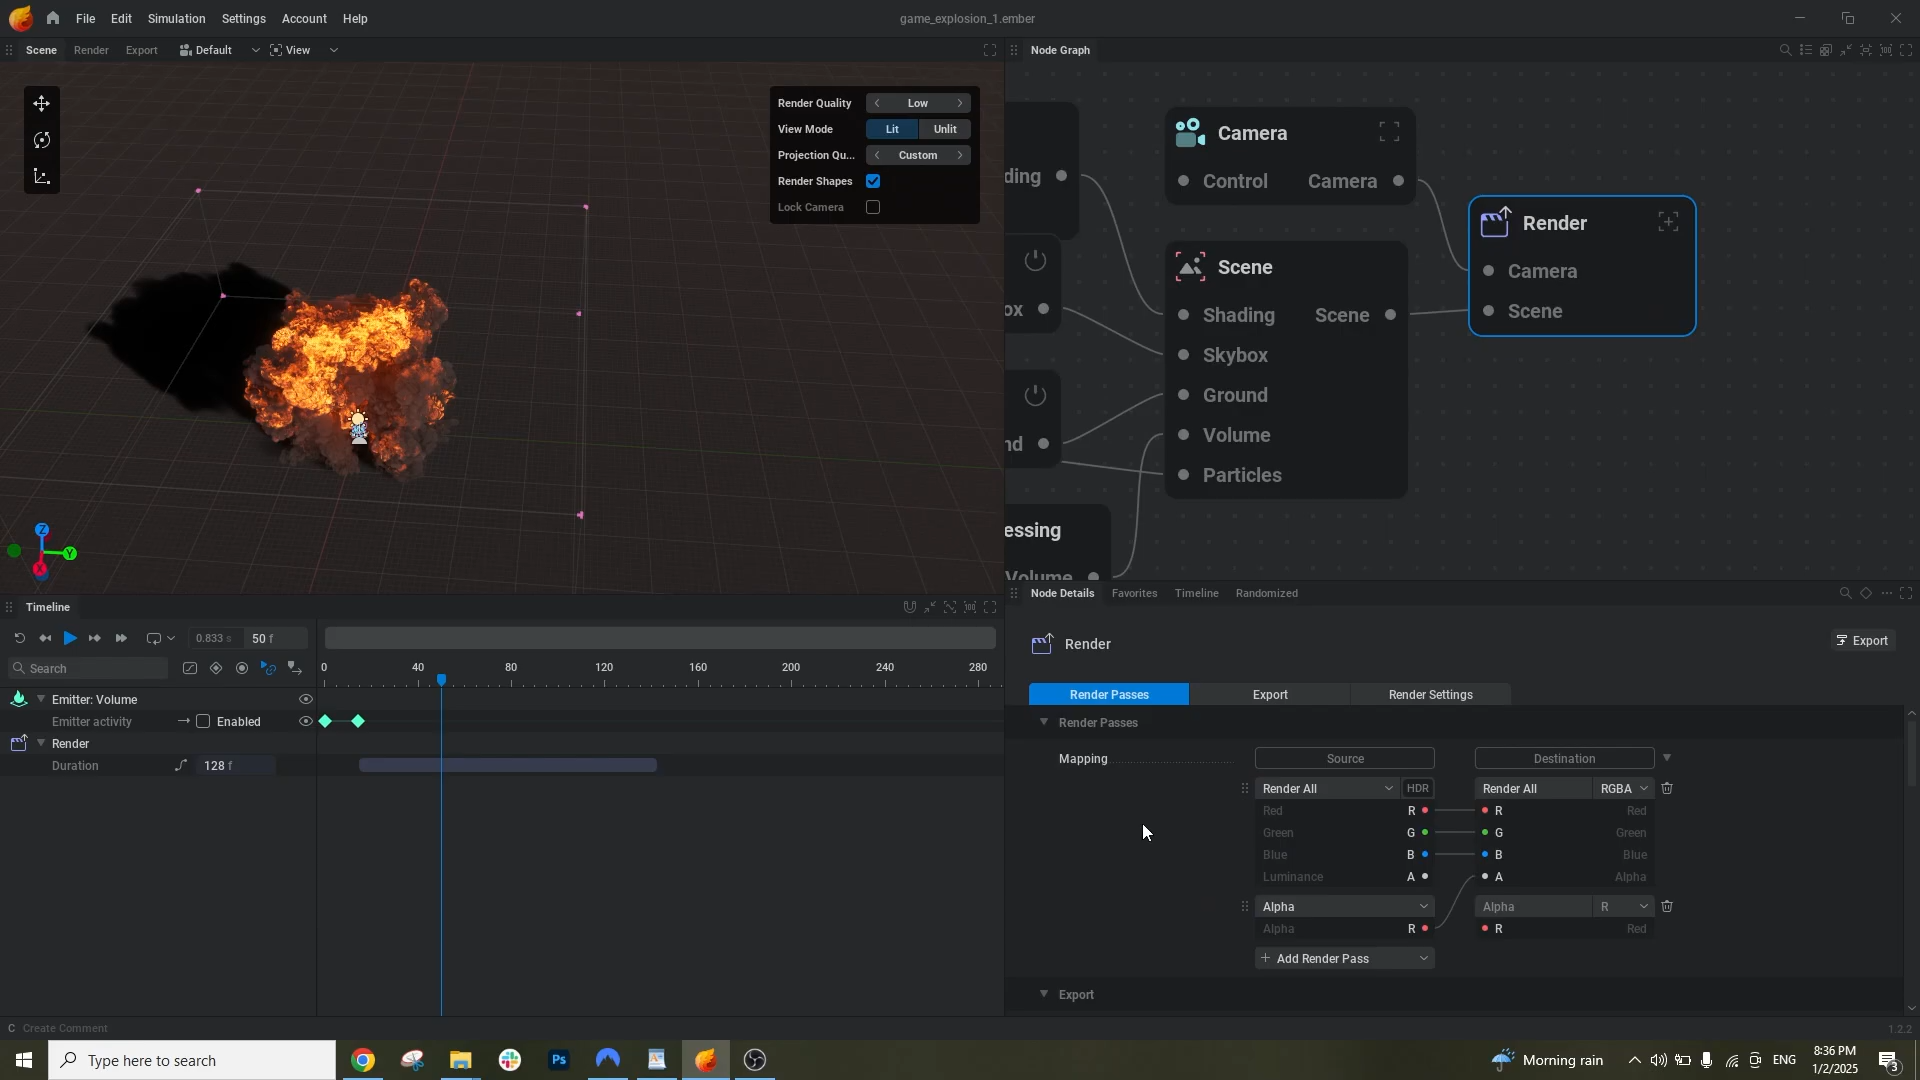 File Edit Simulation Settings Account Help
game_explosion_1.ember
Scene Render Export Default View
Node Graph
Render Quality Low
View Mode Lit Unlit
Projection Qu... Custom
Render Shapes
Lock Camera
Z
Y
X
ding
ox
nd
essing
Volume
Camera
Control Camera
Scene
Shading Scene
Skybox
Ground
Volume
Particles
Render
Camera
Scene
Timeline
0.833 s 50 f
Search
0 40 80 120 160 200 240 280
Emitter: Volume
Emitter activity Enabled
Render
Duration 128 f
Node Details Favorites Timeline Randomized
Render Export
Render Passes Export Render Settings
Render Passes
Mapping Source Destination
Render All HDR Render All RGBA
Red R R Red
Green G G Green
Blue B B Blue
Luminance A A Alpha
Alpha Alpha R
Alpha R R Red
+ Add Render Pass
Export
C Create Comment 1.2.2
Type here to search
Ps
Morning rain
ENG
8:36 PM
1/2/2025
3